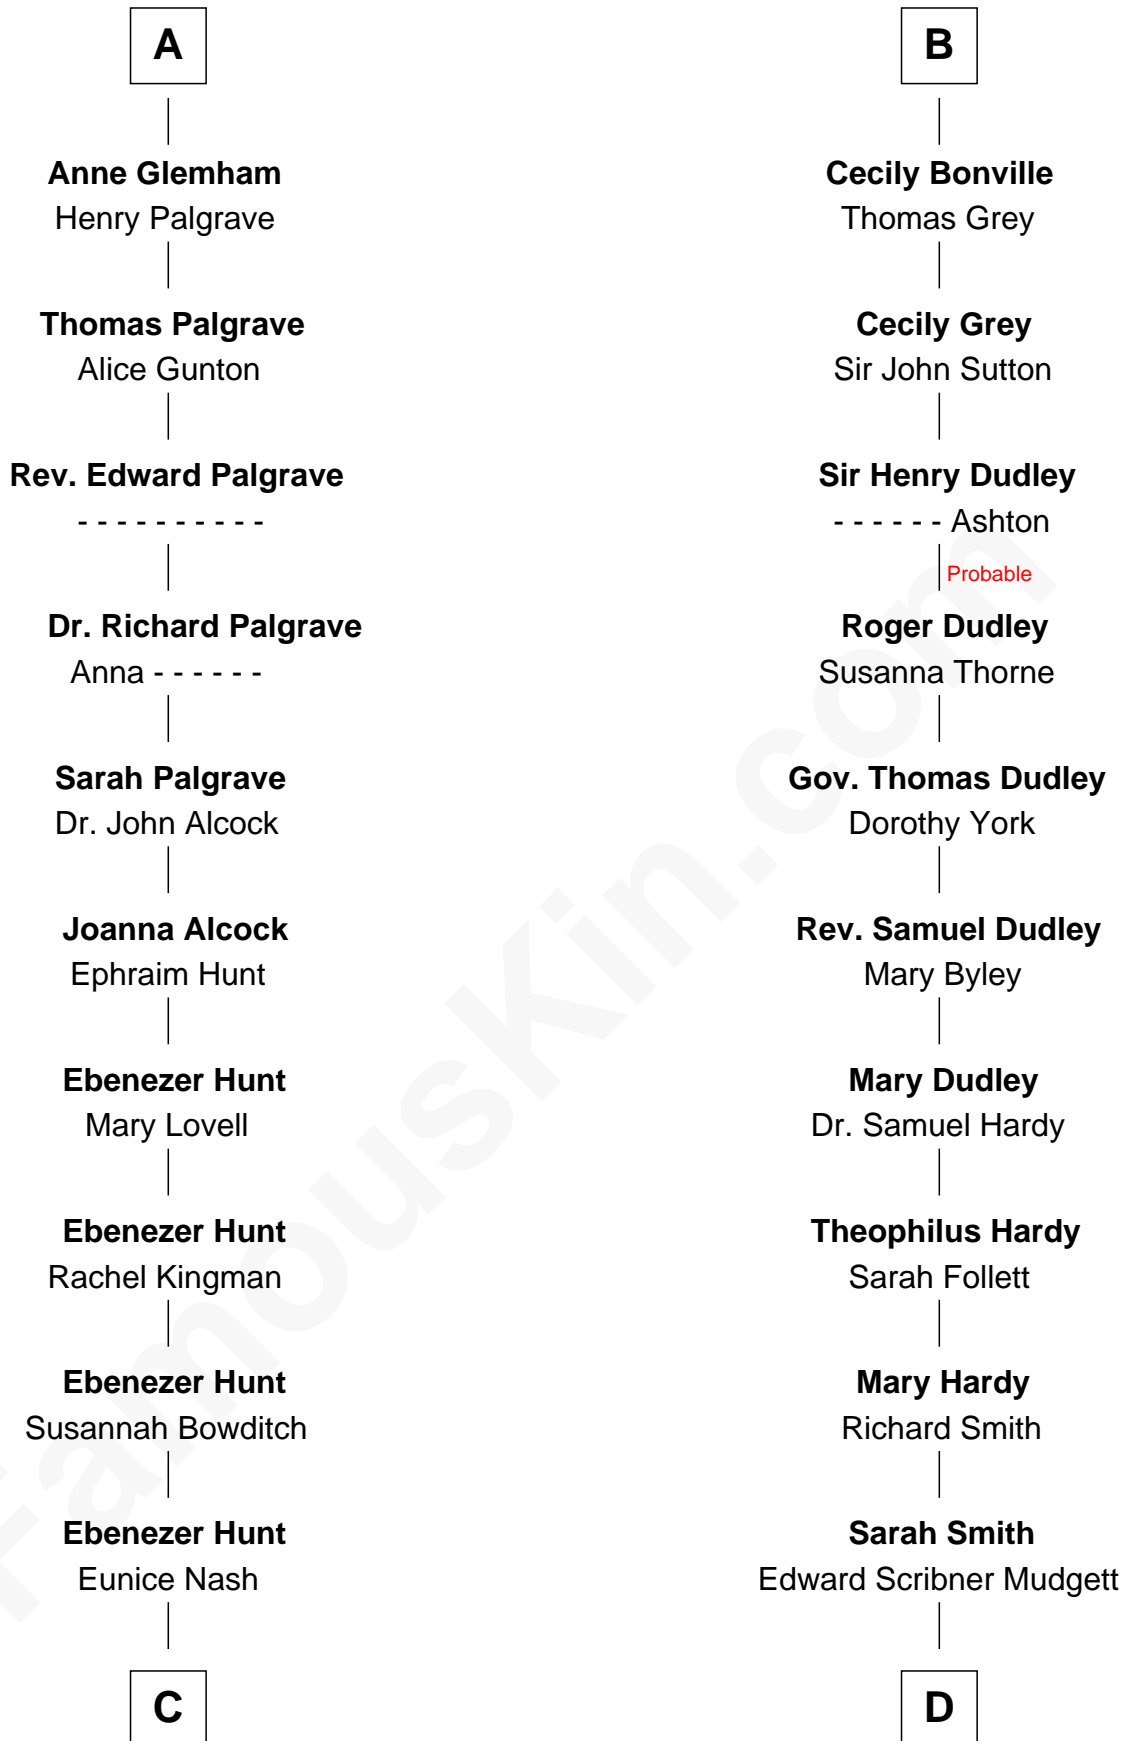 A
Anne Glemham
Henry Palgrave
Thomas Palgrave
Alice Gunton
Rev. Edward Palgrave
- - - - - - - - - -
Dr. Richard Palgrave
Anna - - - - - -
Sarah Palgrave
Dr. John Alcock
Joanna Alcock
Ephraim Hunt
Ebenezer Hunt
Mary Lovell
Ebenezer Hunt
Rachel Kingman
Ebenezer Hunt
Susannah Bowditch
Ebenezer Hunt
Eunice Nash
C
B
Cecily Bonville
Thomas Grey
Cecily Grey
Sir John Sutton
Sir Henry Dudley
- - - - - - Ashton
Probable
Roger Dudley
Susanna Thorne
Gov. Thomas Dudley
Dorothy York
Rev. Samuel Dudley
Mary Byley
Mary Dudley
Dr. Samuel Hardy
Theophilus Hardy
Sarah Follett
Mary Hardy
Richard Smith
Sarah Smith
Edward Scribner Mudgett
D
FamousKin.com